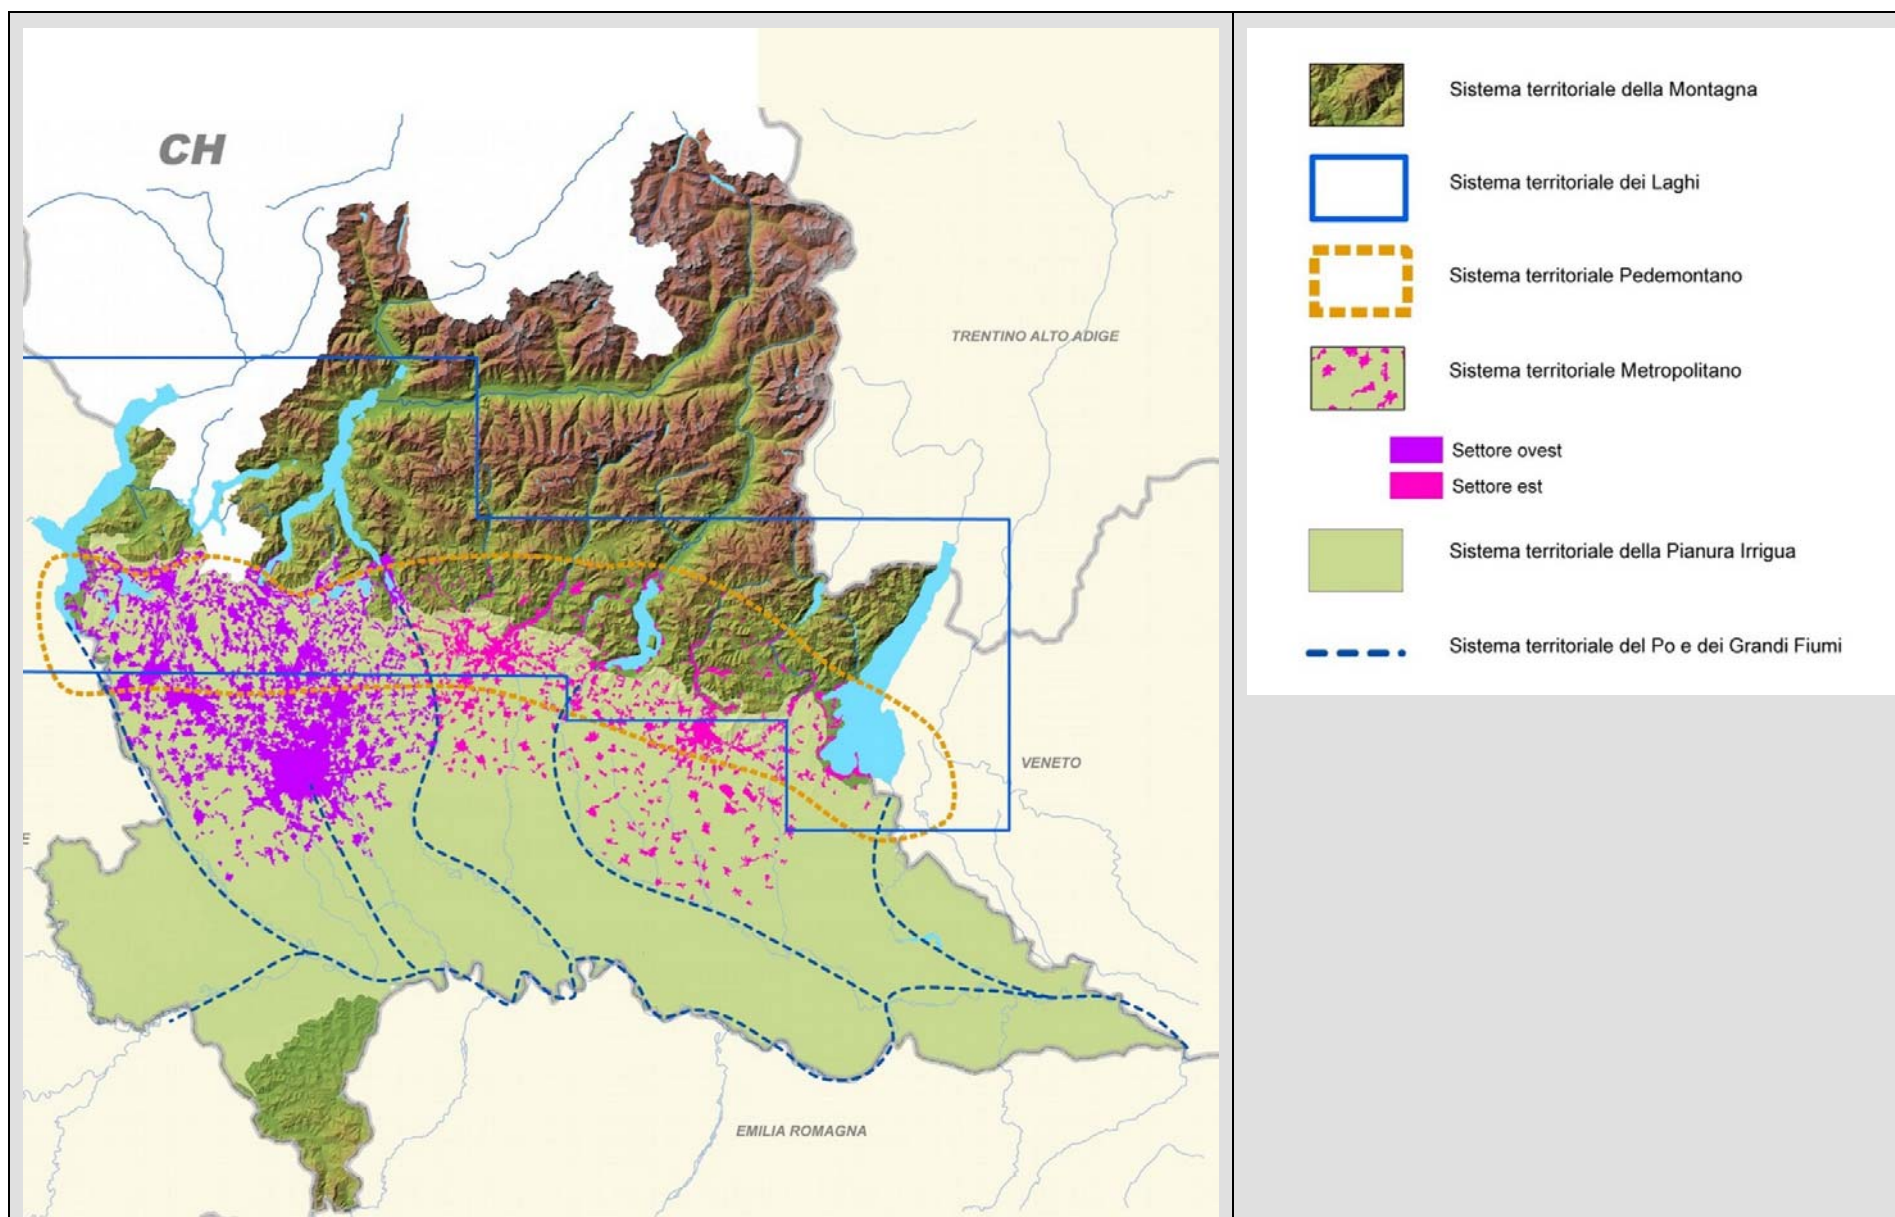 CH
TRENTINO ALTO ADIGE
VENETO
E
EMILIA ROMAGNA
Sistema territoriale della Montagna
Sistema territoriale dei Laghi
Sistema territoriale Pedemontano
Sistema territoriale Metropolitano
Settore ovest
Settore est
Sistema territoriale della Pianura Irrigua
Sistema territoriale del Po e dei Grandi Fiumi